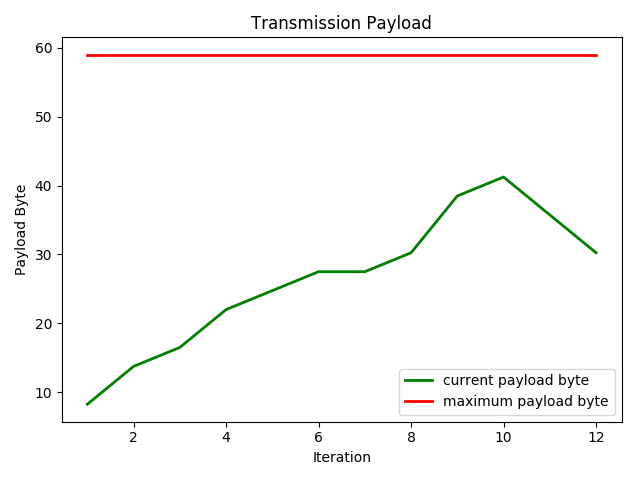 Transmission Payload
60
50
40
30
20
10
Payload Byte
current payload byte
maximum payload byte
2 4 6 8 10 12
Iteration